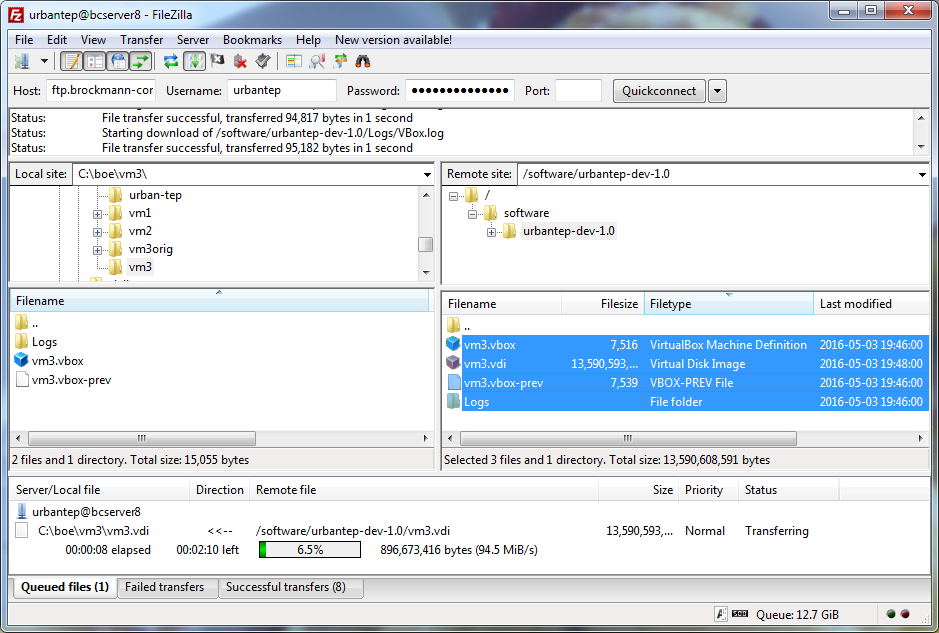 urbantep@bcserver8 - FileZilla
File Edit View Transfer Server Bookmarks Help New version available!
Host: ftp.brockmann-cor Username: urbantep Password: ●●●●●●●●●●●●●● Port: Quickconnect
Status: File transfer successful, transferred 94,817 bytes in 1 second
Status: Starting download of /software/urbantep-dev-1.0/Logs/VBox.log
Status: File transfer successful, transferred 95,182 bytes in 1 second
Local site: C:\boe\vm3\
urban-tep
vm1
vm2
vm3orig
vm3
Remote site: /software/urbantep-dev-1.0
/
software
urbantep-dev-1.0
Filename
..
Logs
vm3.vbox
vm3.vbox-prev
2 files and 1 directory. Total size: 15,055 bytes
Filename Filesize Filetype Last modified
..
vm3.vbox 7,516 VirtualBox Machine Definition 2016-05-03 19:46:00
vm3.vdi 13,590,593,... Virtual Disk Image 2016-05-03 19:48:00
vm3.vbox-prev 7,539 VBOX-PREV File 2016-05-03 19:46:00
Logs File folder 2016-05-03 19:46:00
Selected 3 files and 1 directory. Total size: 13,590,608,591 bytes
Server/Local file Direction Remote file Size Priority Status
urbantep@bcserver8
C:\boe\vm3\vm3.vdi <<-- /software/urbantep-dev-1.0/vm3.vdi 13,590,593,... Normal Transferring
00:00:08 elapsed 00:02:10 left 6.5% 896,673,416 bytes (94.5 MiB/s)
Queued files (1) Failed transfers Successful transfers (8)
Queue: 12.7 GiB